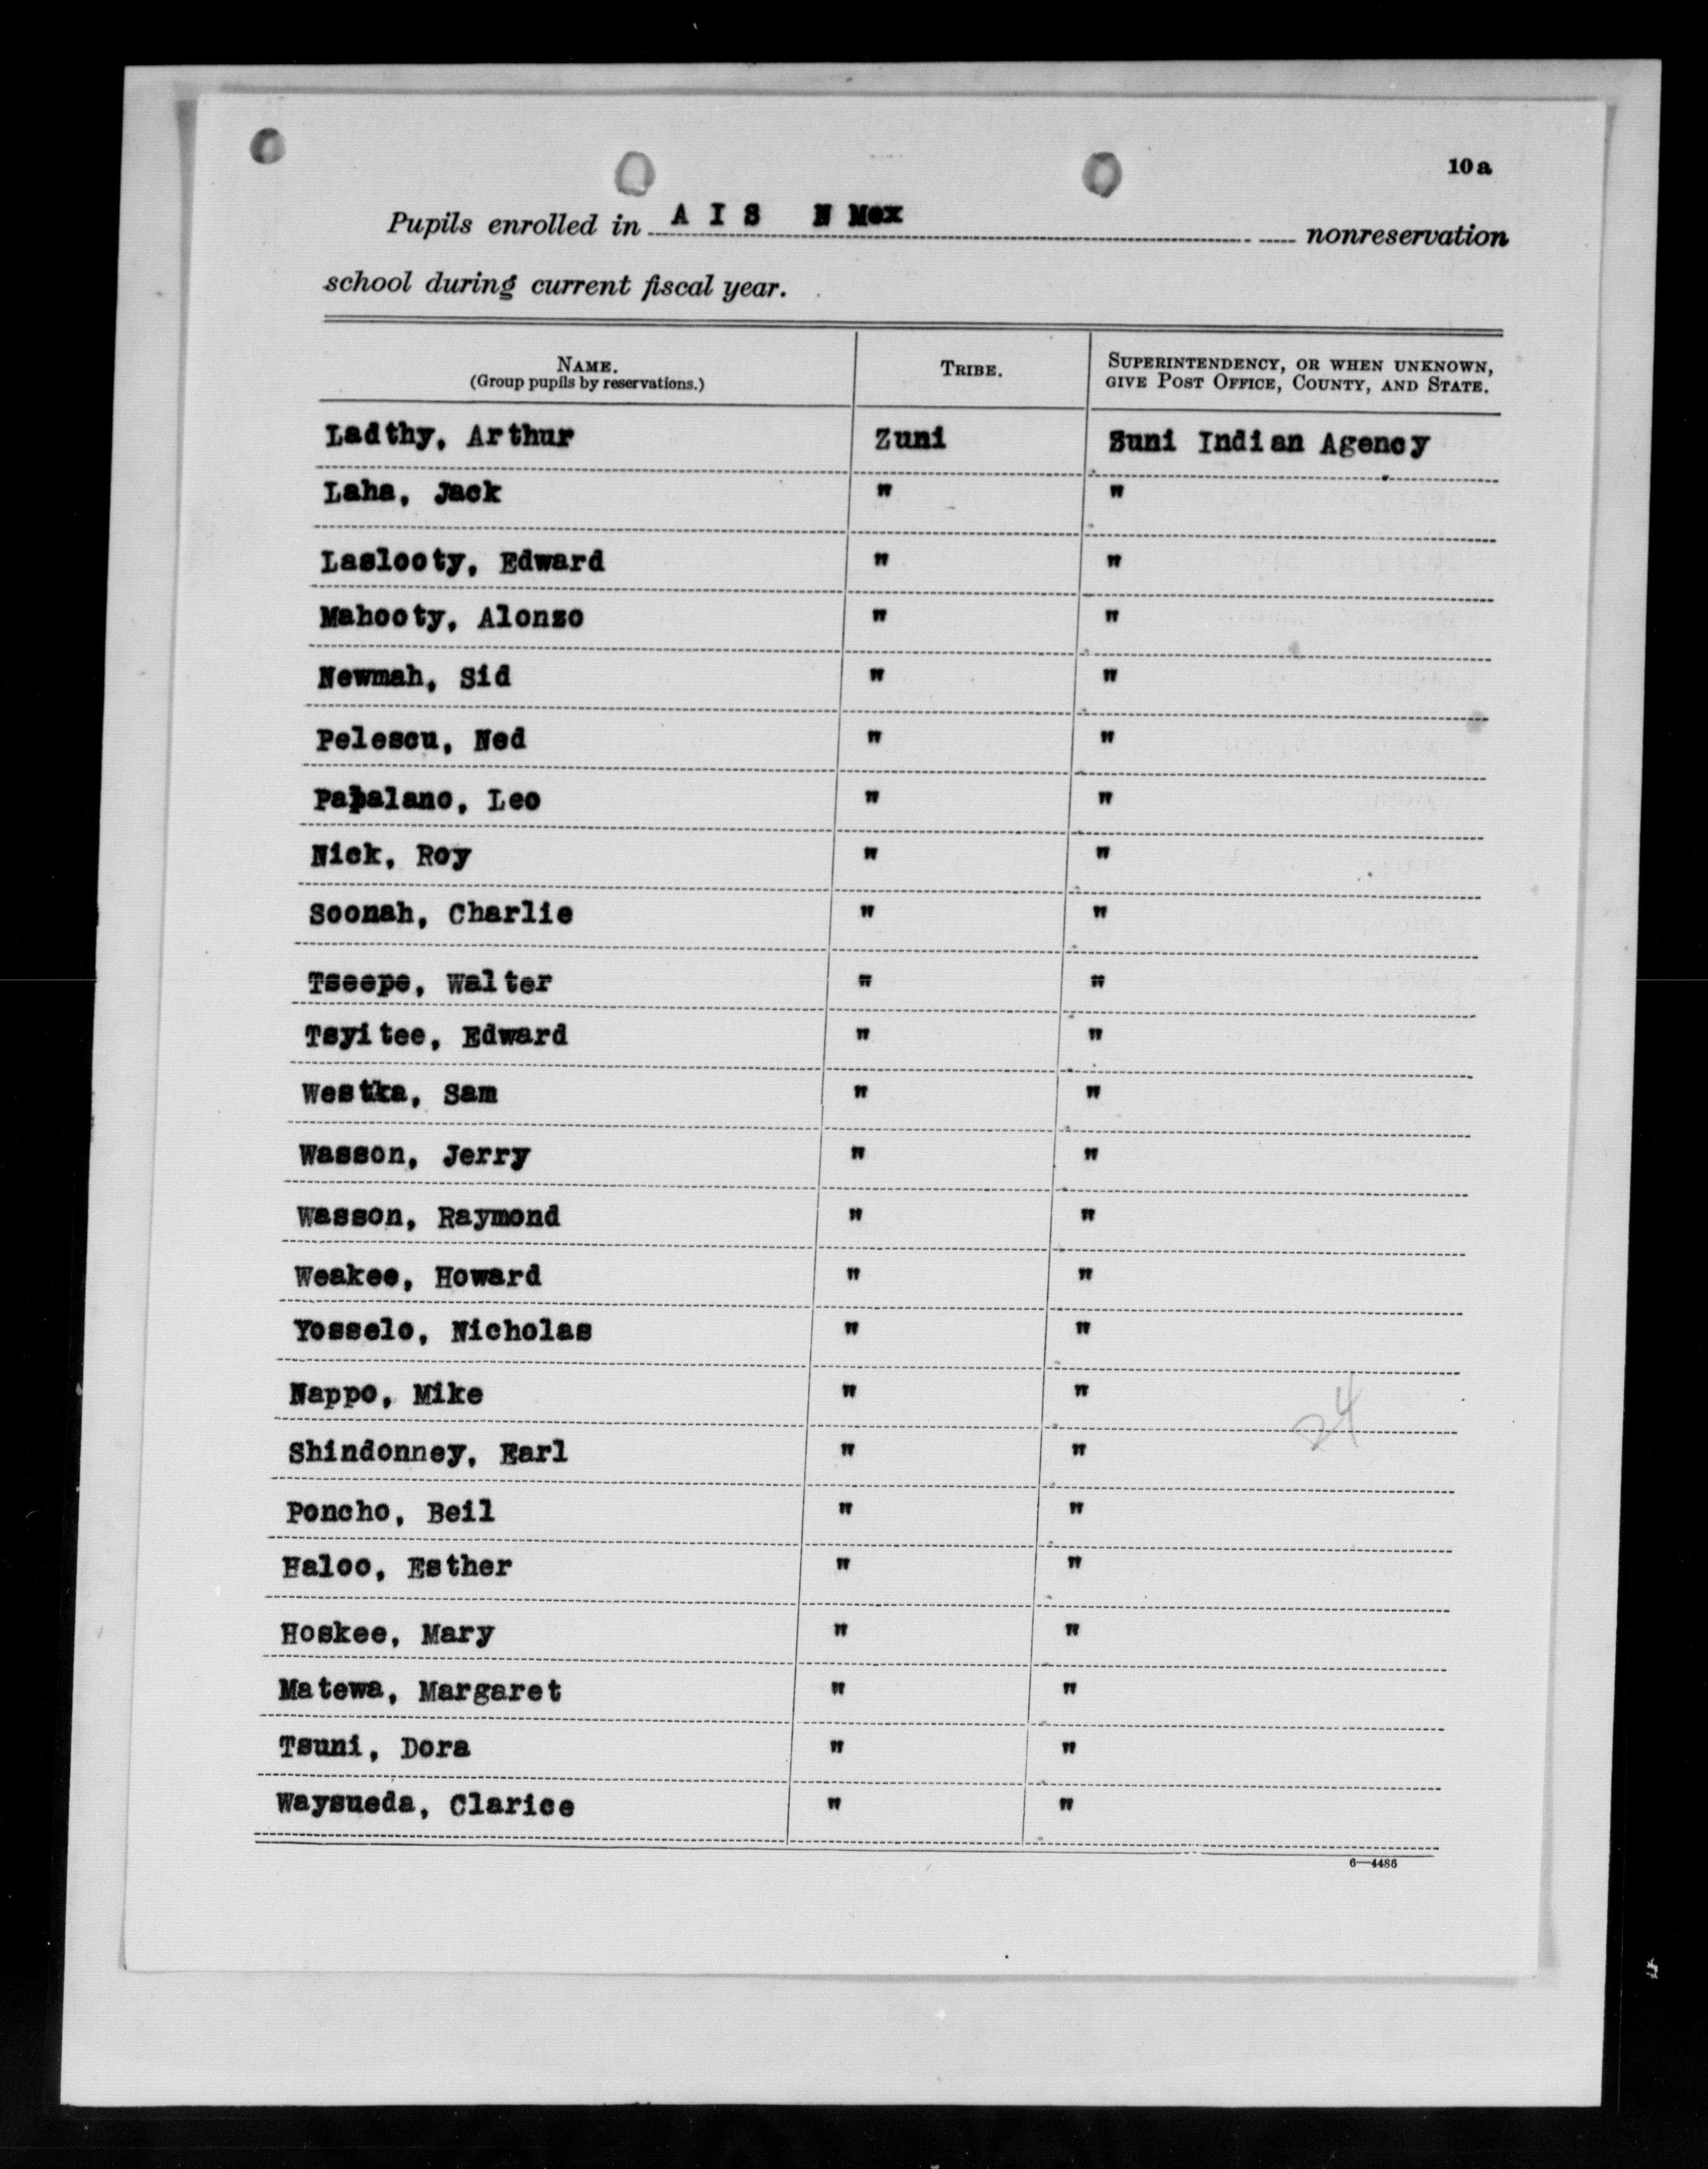 10a
Pupils enrolled in A I S N Mex nonreservation
school during current fiscal year.
NAME. TRIBE. SUPERINTENDENCY, OR WHEN UNKNOWN,
(Group pupils by reservations.) GIVE POST OFFICE, COUNTY, AND STATE.
Ladthy, Arthur Zuni Zuni Indian Agency
Laha, Jack " "
Laslooty, Edward " "
Mahooty, Alonzo " "
Newmah, Sid " "
Pelescu, Ned " "
Papalano, Leo " "
Nick, Roy " "
Soonah, Charlie " "
Tseepe, Walter " "
Tsyitee, Edward " "
Westka, Sam " "
Wasson, Jerry " "
Wasson, Raymond " "
Weakee, Howard " "
Yosselo, Nicholas " "
Nappo, Mike " "
24
Shindonney, Earl " "
Poncho, Beil " "
Haloo, Esther " "
Hoskee, Mary " "
Matewa, Margaret " "
Tsuni, Dora " "
Waysueda, Clarice " "
6—4486